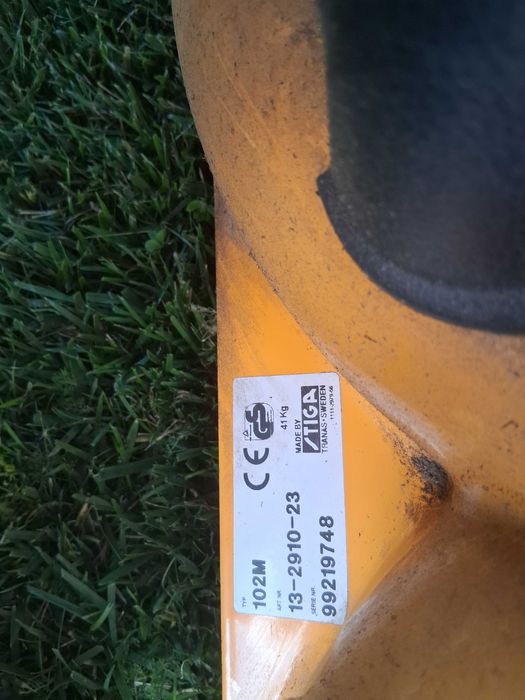 TYP
102M
ART. NR.
13-2910-23
SERIE NR.
99219748
CE GS
41 Kg
MADE BY
STIGA
TRANÅS•SWEDEN